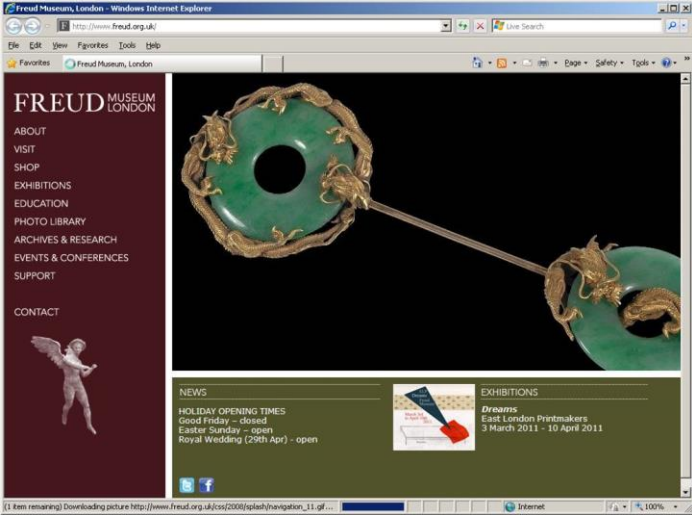 Freud Museum, London - Windows Internet Explorer
http://www.freud.org.uk/
Live Search
File Edit View Favorites Tools Help
Favorites
Freud Museum, London
Page Safety Tools
FREUD MUSEUM LONDON
ABOUT
VISIT
SHOP
EXHIBITIONS
EDUCATION
PHOTO LIBRARY
ARCHIVES & RESEARCH
EVENTS & CONFERENCES
SUPPORT
CONTACT
NEWS
HOLIDAY OPENING TIMES
Good Friday – closed
Easter Sunday – open
Royal Wedding (29th Apr) - open
EXHIBITIONS
Dreams
East London Printmakers
3 March 2011 - 10 April 2011
(1 item remaining) Downloading picture http://www.freud.org.uk/css/2008/splash/navigation_11.gif...
Internet
100%